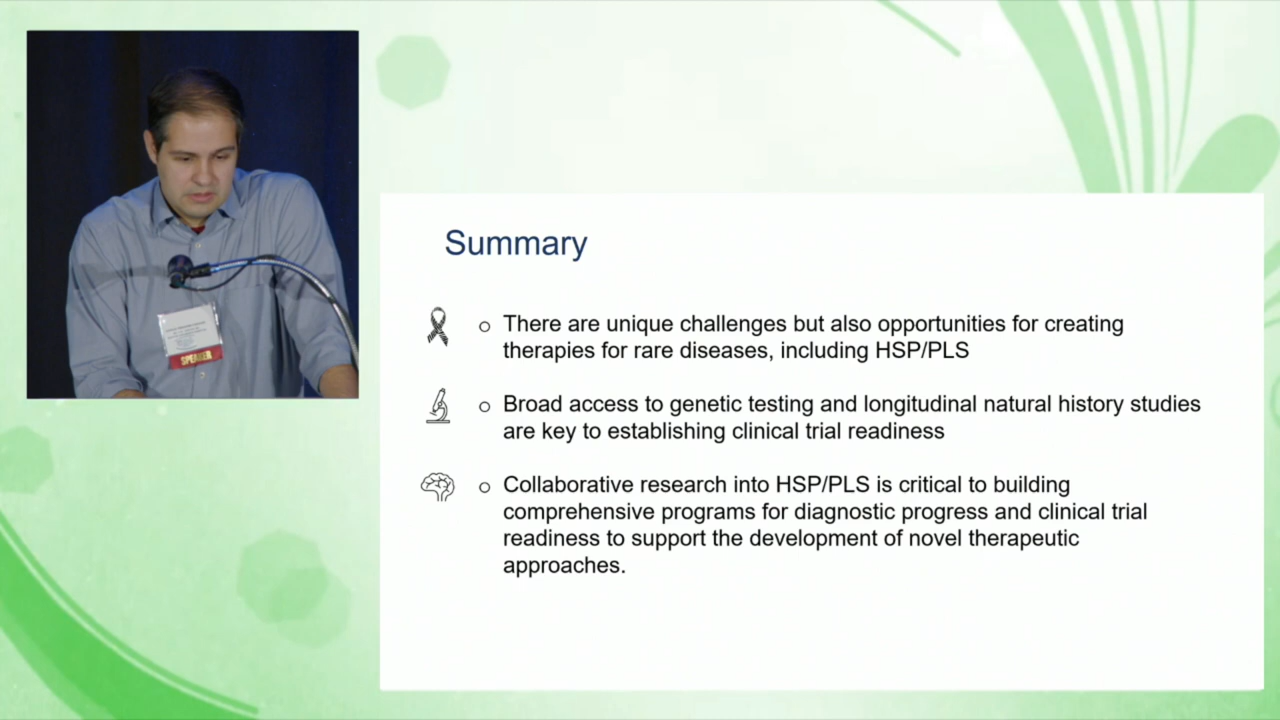 SPEAKER
Summary
o There are unique challenges but also opportunities for creating
therapies for rare diseases, including HSP/PLS
o Broad access to genetic testing and longitudinal natural history studies
are key to establishing clinical trial readiness
o Collaborative research into HSP/PLS is critical to building
comprehensive programs for diagnostic progress and clinical trial
readiness to support the development of novel therapeutic
approaches.